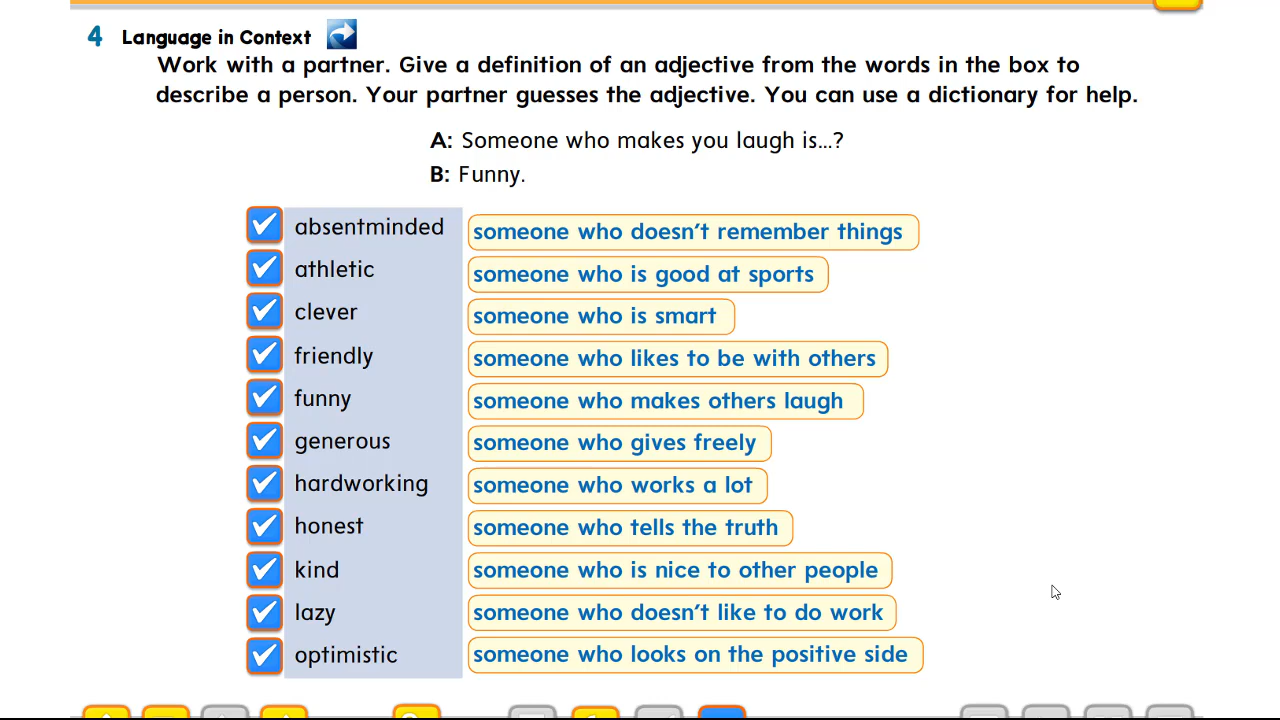 4 Language in Context
Work with a partner. Give a definition of an adjective from the words in the box to
describe a person. Your partner guesses the adjective. You can use a dictionary for help.
A: Someone who makes you laugh is...?
B: Funny.
absentminded someone who doesn't remember things
athletic someone who is good at sports
clever someone who is smart
friendly someone who likes to be with others
funny someone who makes others laugh
generous someone who gives freely
hardworking someone who works a lot
honest someone who tells the truth
kind someone who is nice to other people
lazy someone who doesn't like to do work
optimistic someone who looks on the positive side